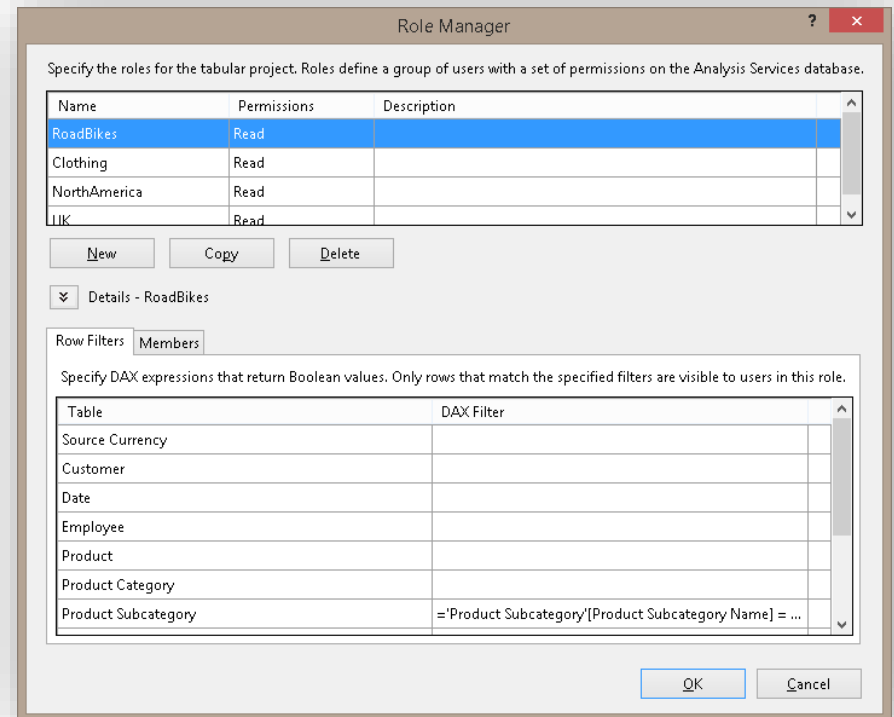 Role Manager
?
Specify the roles for the tabular project. Roles define a group of users with a set of permissions on the Analysis Services database.
Name Permissions Description
RoadBikes Read
Clothing Read
NorthAmerica Read
UK Read
New Copy Delete
Details - RoadBikes
Row Filters Members
Specify DAX expressions that return Boolean values. Only rows that match the specified filters are visible to users in this role.
Table DAX Filter
Source Currency
Customer
Date
Employee
Product
Product Category
Product Subcategory ='Product Subcategory'[Product Subcategory Name] = ...
OK Cancel